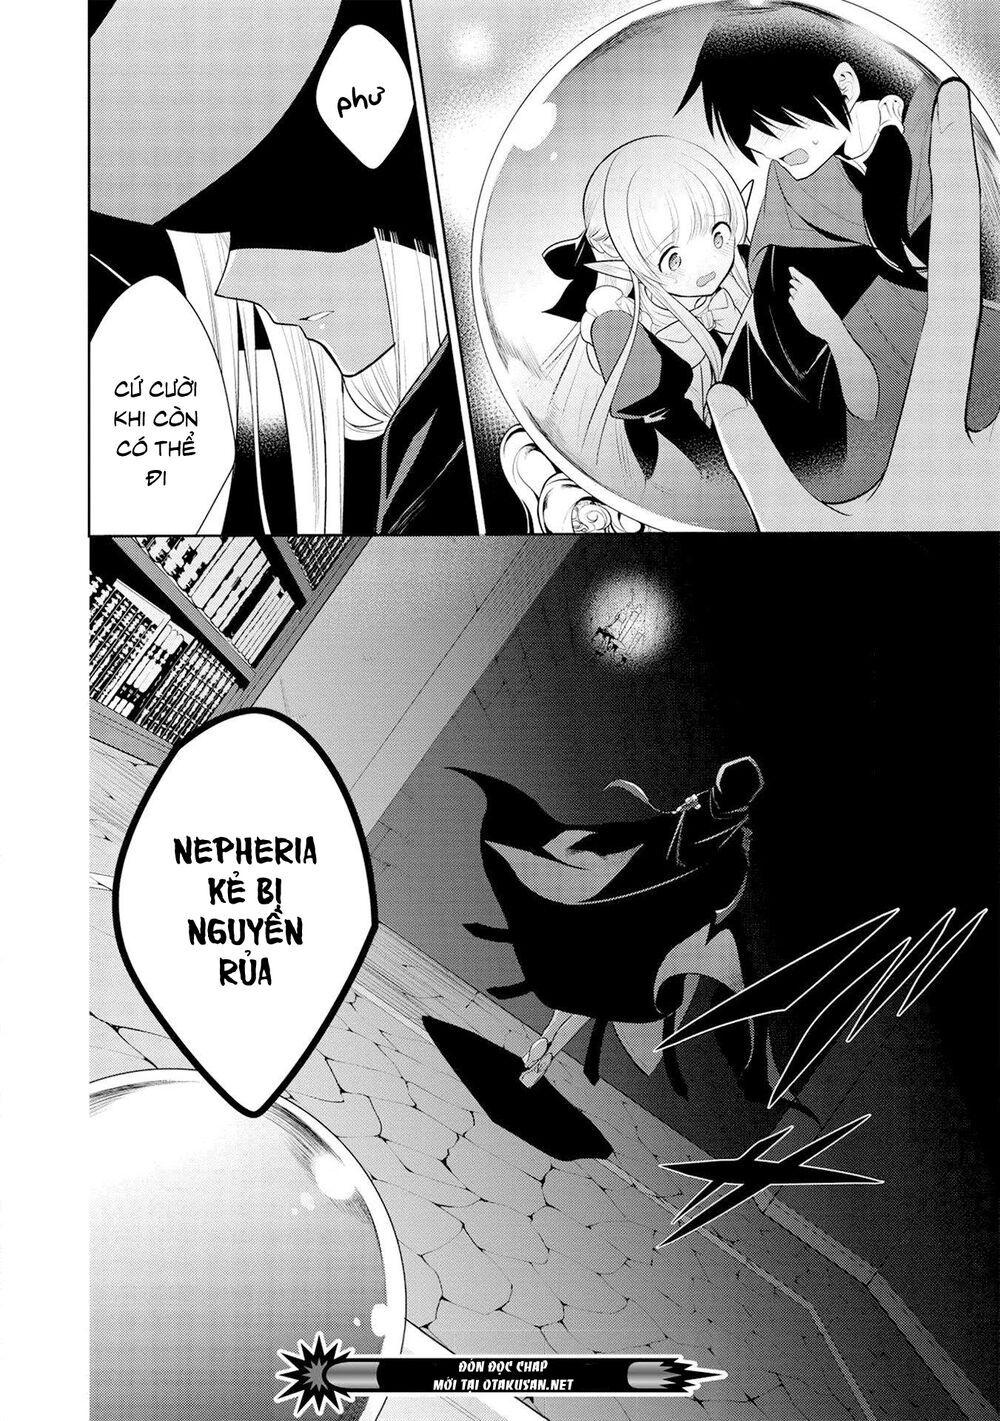 PHƯ
CỨ CƯỜI
KHI CÒN
CÓ THỂ
ĐI
NEPHERIA
KẺ BỊ
NGUYỀN
RỦA
ĐÓN ĐỌC CHAP
MỚI TẠI OTAKUSAN.NET